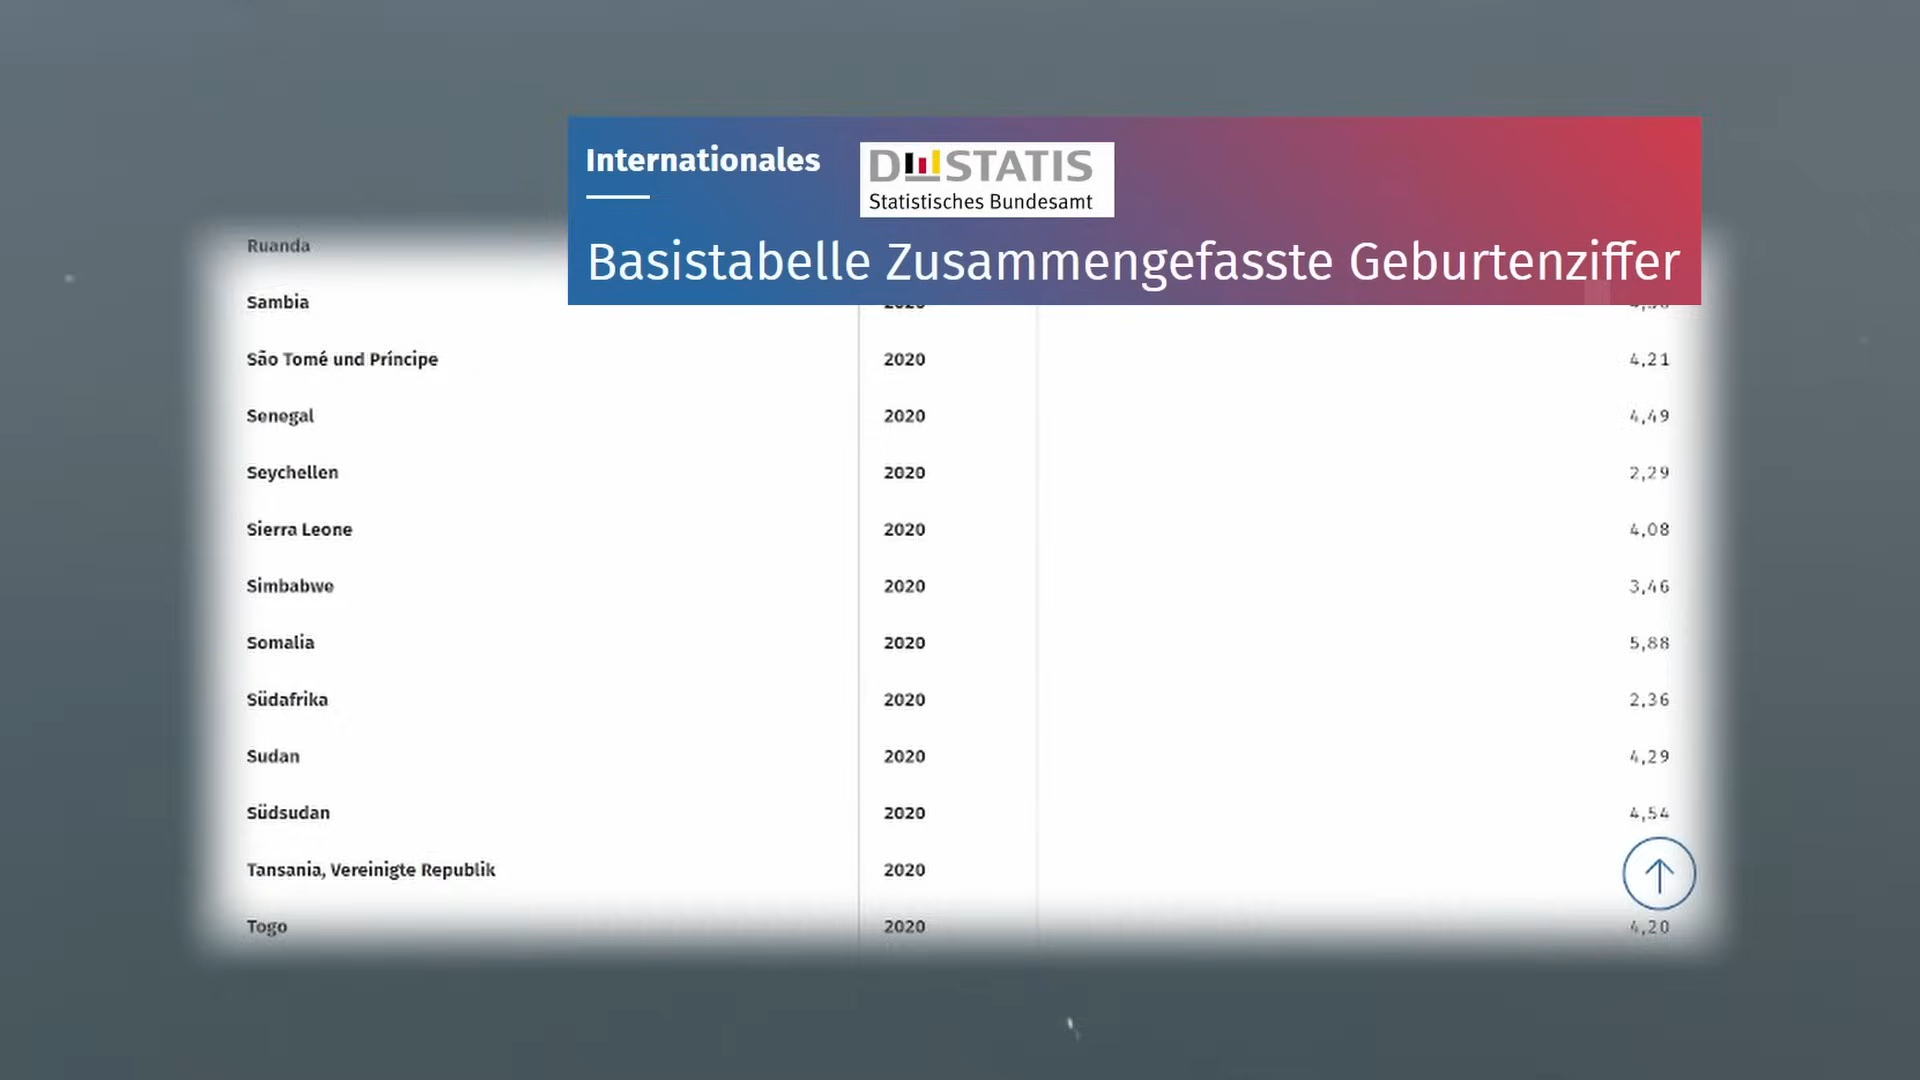 Internationales
D STATIS
Statistisches Bundesamt
Basistabelle Zusammengefasste Geburtenziffer
Ruanda
Sambia 2020
São Tomé und Príncipe 2020 4,21
Senegal 2020 4,49
Seychellen 2020 2,29
Sierra Leone 2020 4,08
Simbabwe 2020 3,46
Somalia 2020 5,88
Südafrika 2020 2,36
Sudan 2020 4,29
Südsudan 2020 4,54
Tansania, Vereinigte Republik 2020
Togo 2020 4,20